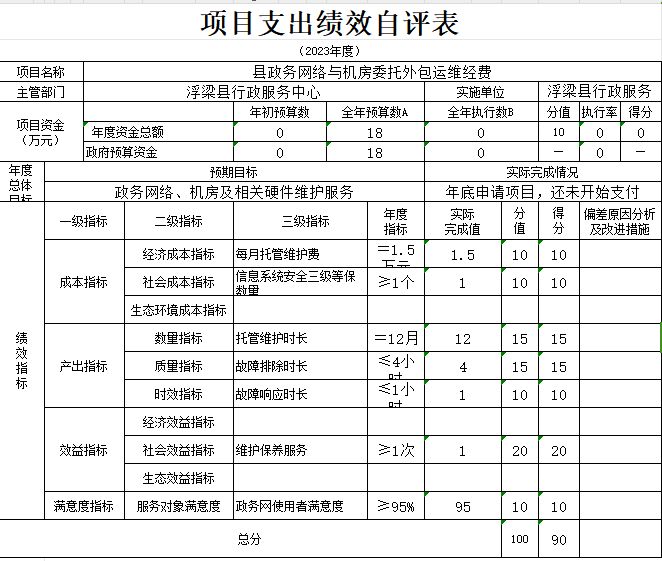 项目支出绩效自评表
（2023年度）
项目名称 县政务网络与机房委托外包运维经费
主管部门 浮梁县行政服务中心 实施单位 浮梁县行政服务
项目资金
（万元） 年初预算数 全年预算数A 全年执行数B 分值 执行率 得分
年度资金总额 0 18 0 10 0 0
政府预算资金 0 18 0 — 0 —
年度
总体
目标 预期目标 实际完成情况
政务网络、机房及相关硬件维护服务 年底申请项目，还未开始支付
绩
效
指
标 一级指标 二级指标 三级指标 年度
指标 实际
完成值 分
值 得
分 偏差原因分析
及改进措施
成本指标 经济成本指标 每月托管维护费 ＝1.5
万元 1.5 10 10
社会成本指标 信息系统安全三级等保
数量 ≥1个 1 10 10
生态环境成本指标
产出指标 数量指标 托管维护时长 ＝12月 12 15 15
质量指标 故障排除时长 ≤4小
时 4 15 15
时效指标 故障响应时长 ≤1小
时 1 10 10
效益指标 经济效益指标
社会效益指标 维护保养服务 ≥1次 1 20 20
生态效益指标
满意度指标 服务对象满意度 政务网使用者满意度 ≥95% 95 10 10
总分 100 90